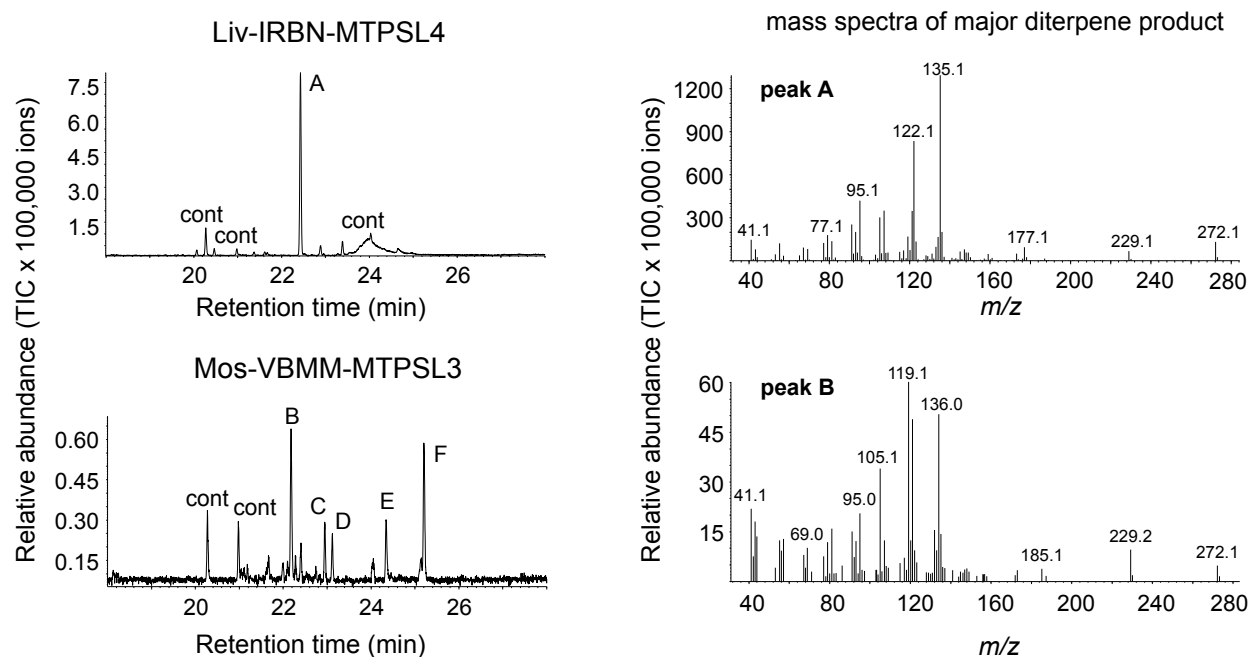 Liv-IRBN-MTPSL4
Relative abundance (TIC x 100,000 ions)
7.5
6.0
4.5
3.0
1.5
A
cont
cont
cont
20
22
24
26
Retention time (min)
Mos-VBMM-MTPSL3
0.60
0.45
0.30
0.15
cont
cont
B
C
D
E
F
20
22
24
26
Retention time (min)
mass spectra of major diterpene product
Relative abundance (TIC x 100,000 ions)
peak A
1200
900
600
300
41.1
77.1
95.1
122.1
135.1
177.1
229.1
272.1
40
80
120
160
200
240
280
m/z
peak B
60
45
30
15
41.1
69.0
95.0
105.1
119.1
136.0
185.1
229.2
272.1
40
80
120
160
200
240
280
m/z